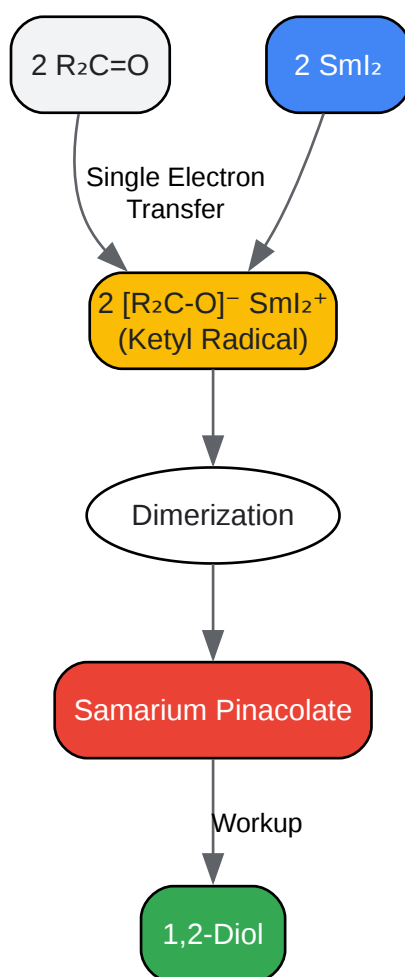 2 R₂C=O
2 SmI₂
Single Electron
Transfer
2 [R₂C-O]⁻ SmI₂⁺
(Ketyl Radical)
Dimerization
Samarium Pinacolate
Workup
1,2-Diol